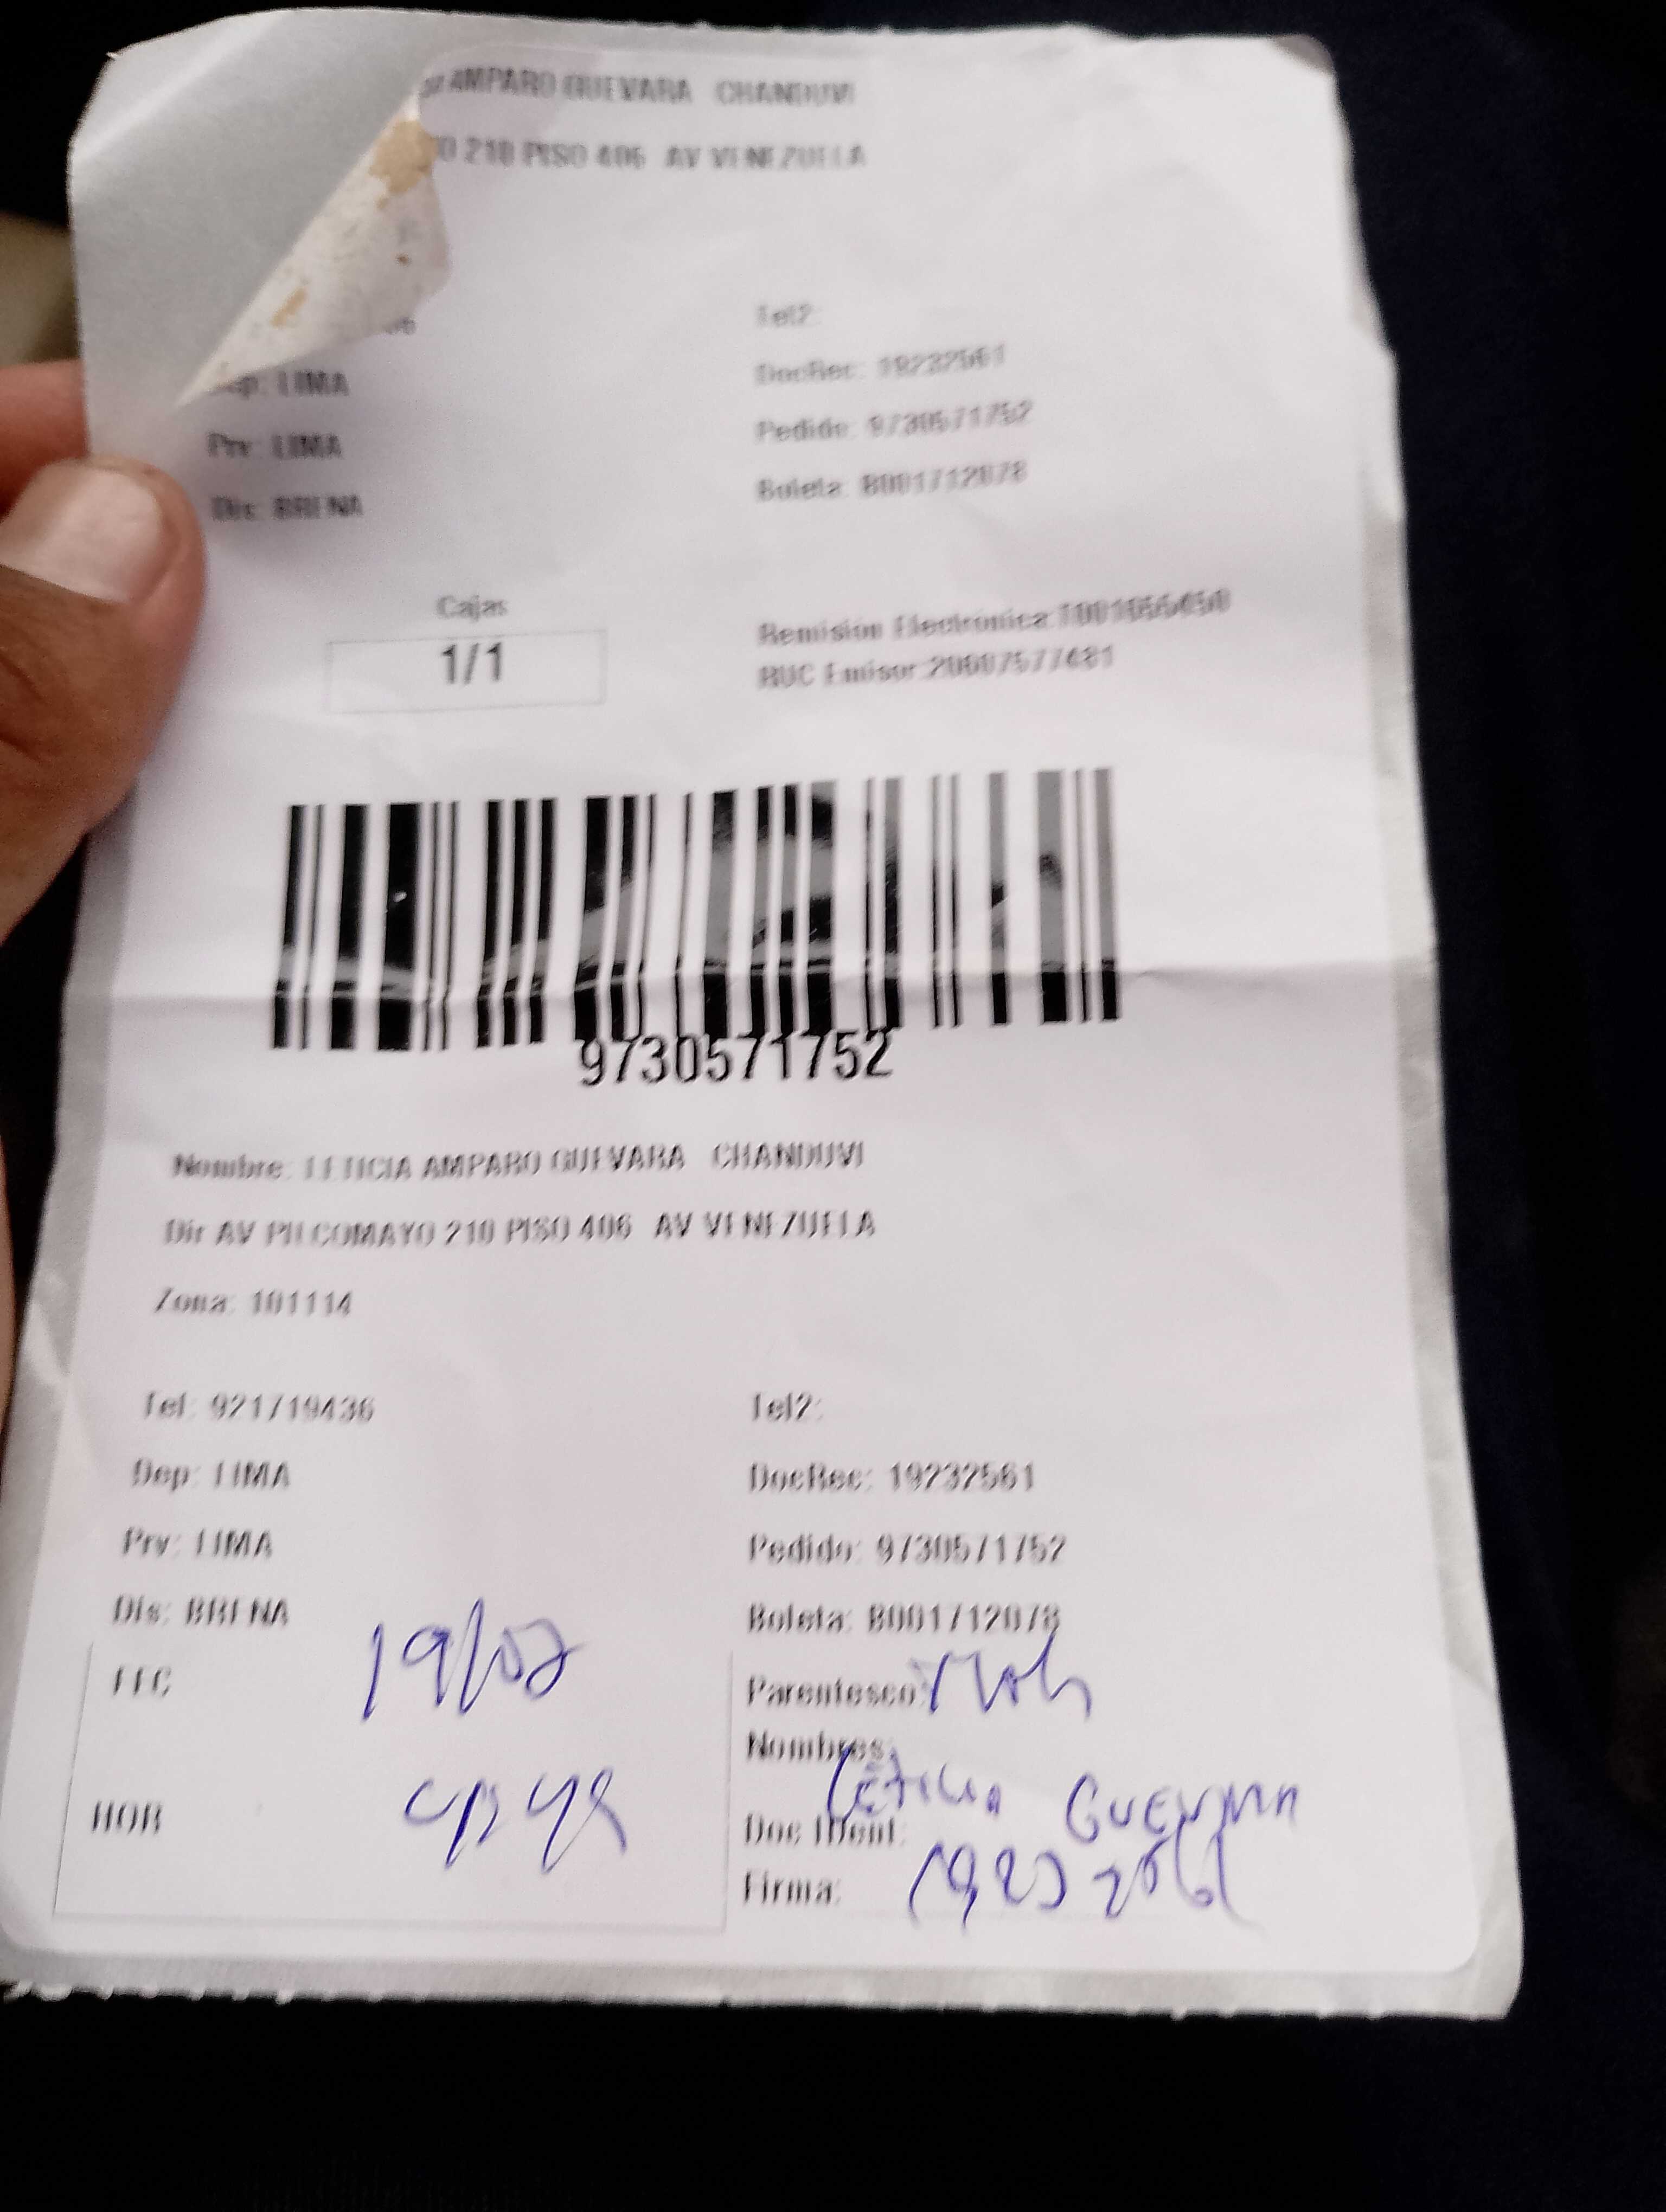 AMPARO GUEVARA CHANDUVI
O 210 PISO 406 AV VENEZUELA
Tel2:
Dep: LIMA DocRec: 19232561
Prv: LIMA Pedido: 9730571752
Dis: BRENA Boleta: B001712078
Cajas
1/1
Remision Electrónica:
RUC Emisor:20607577481
9730571752
Nombre: LETICIA AMPARO GUEVARA CHANDUVI
Dir AV PILCOMAYO 210 PISO 406 AV VENEZUELA
Zona: 101114
Tel: 921719436 Tel2:
Dep: LIMA DocRec: 19232561
Prv: LIMA Pedido: 9730571752
Dis: BRENA Boleta: B001712078
FEC 19/02 Parentesco:
Nombres: Leticia Guevara
HOR Doc IDent: 19232561
Firma: